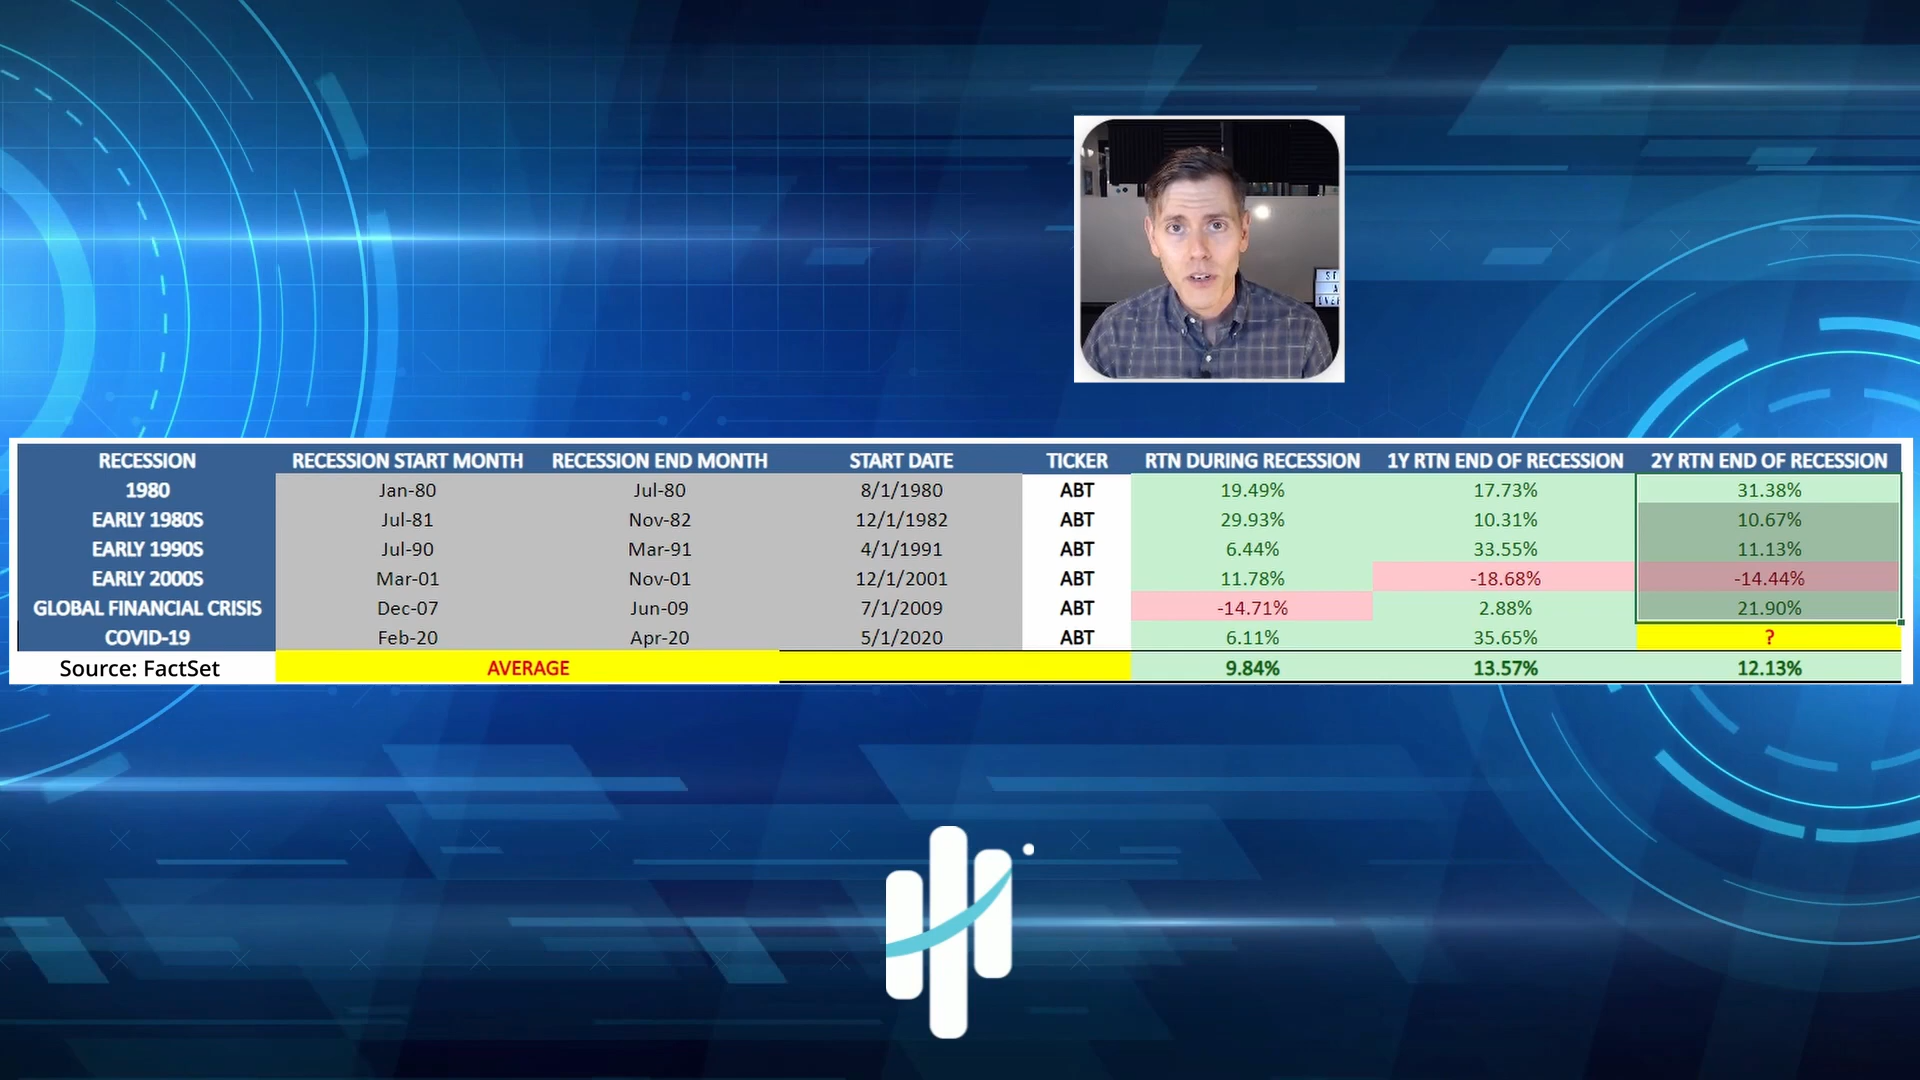 RECESSION RECESSION START MONTH RECESSION END MONTH START DATE TICKER RTN DURING RECESSION 1Y RTN END OF RECESSION 2Y RTN END OF RECESSION
1980 Jan-80 Jul-80 8/1/1980 ABT 19.49% 17.73% 31.38%
EARLY 1980S Jul-81 Nov-82 12/1/1982 ABT 29.93% 10.31% 10.67%
EARLY 1990S Jul-90 Mar-91 4/1/1991 ABT 6.44% 33.55% 11.13%
EARLY 2000S Mar-01 Nov-01 12/1/2001 ABT 11.78% -18.68% -14.44%
GLOBAL FINANCIAL CRISIS Dec-07 Jun-09 7/1/2009 ABT -14.71% 2.88% 21.90%
COVID-19 Feb-20 Apr-20 5/1/2020 ABT 6.11% 35.65% ?
Source: FactSet AVERAGE 9.84% 13.57% 12.13%